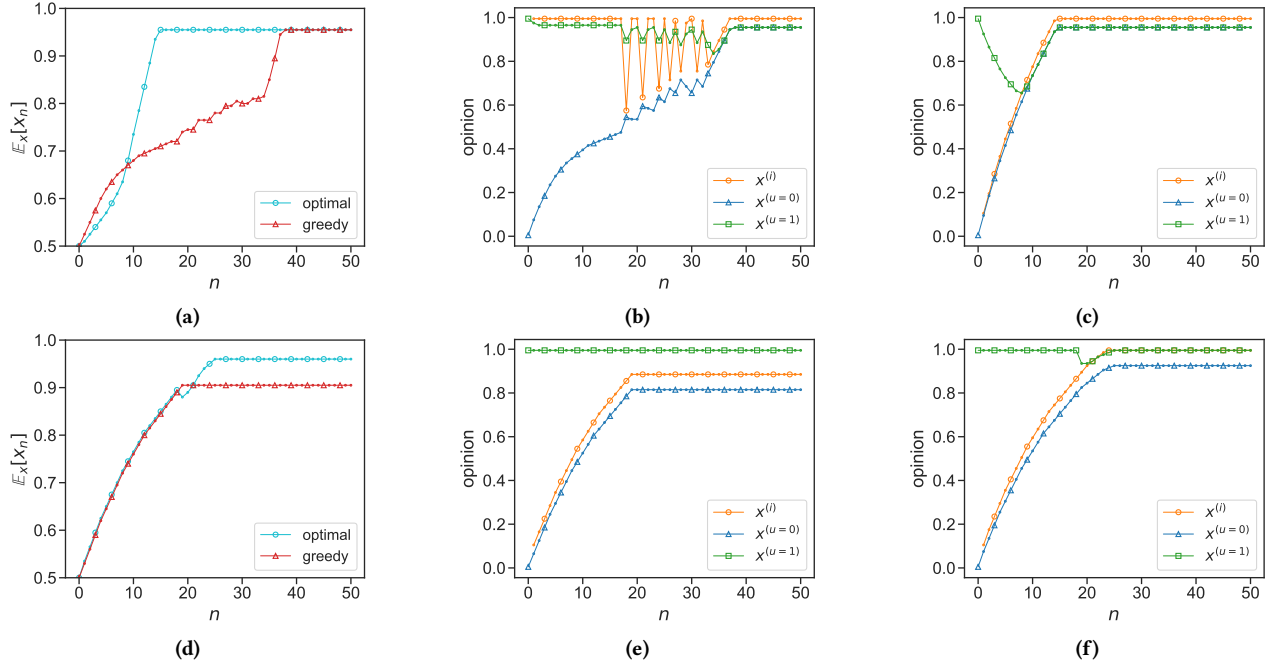 1.0
0.9
0.8
0.7
0.6
0.5
𝔼ₓ[xₙ]
optimal
greedy
0 10 20 30 40 50
n
(a)
1.0
0.8
0.6
0.4
0.2
0.0
opinion
x^(i)
x^(u=0)
x^(u=1)
0 10 20 30 40 50
n
(b)
1.0
0.8
0.6
0.4
0.2
0.0
opinion
x^(i)
x^(u=0)
x^(u=1)
0 10 20 30 40 50
n
(c)
1.0
0.9
0.8
0.7
0.6
0.5
𝔼ₓ[xₙ]
optimal
greedy
0 10 20 30 40 50
n
(d)
1.0
0.8
0.6
0.4
0.2
0.0
opinion
x^(i)
x^(u=0)
x^(u=1)
0 10 20 30 40 50
n
(e)
1.0
0.8
0.6
0.4
0.2
0.0
opinion
x^(i)
x^(u=0)
x^(u=1)
0 10 20 30 40 50
n
(f)